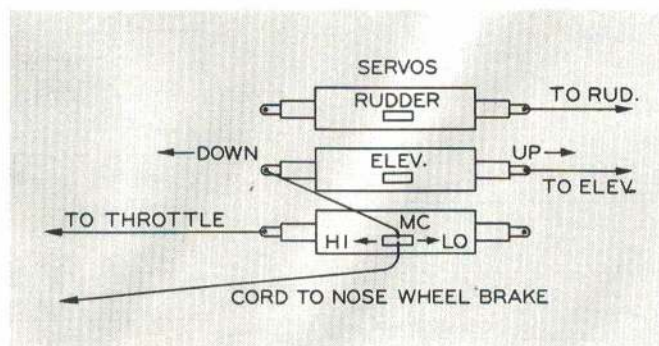 SERVOS
RUDDER
TO RUD.
DOWN
ELEV.
UP
TO ELEV.
TO THROTTLE
MC
HI
LO
CORD TO NOSE WHEEL BRAKE